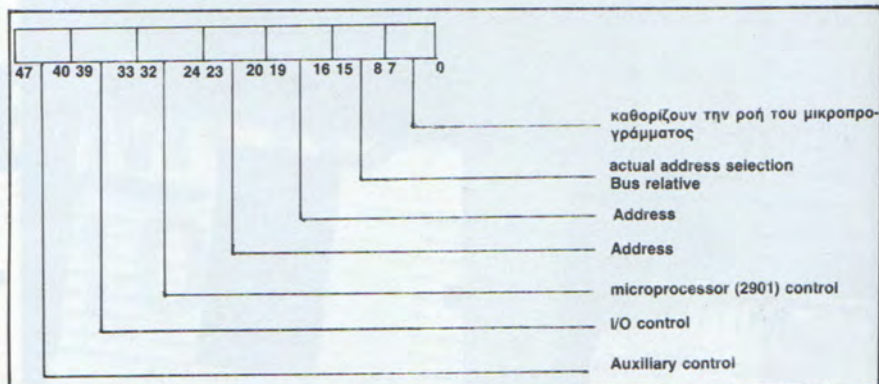 47 40 39 33 32 24 23 20 19 16 15 8 7 0
καθορίζουν την ροή του μικροπρο-
γράμματος
actual address selection
Bus relative
Address
Address
microprocessor (2901) control
I/O control
Auxiliary control